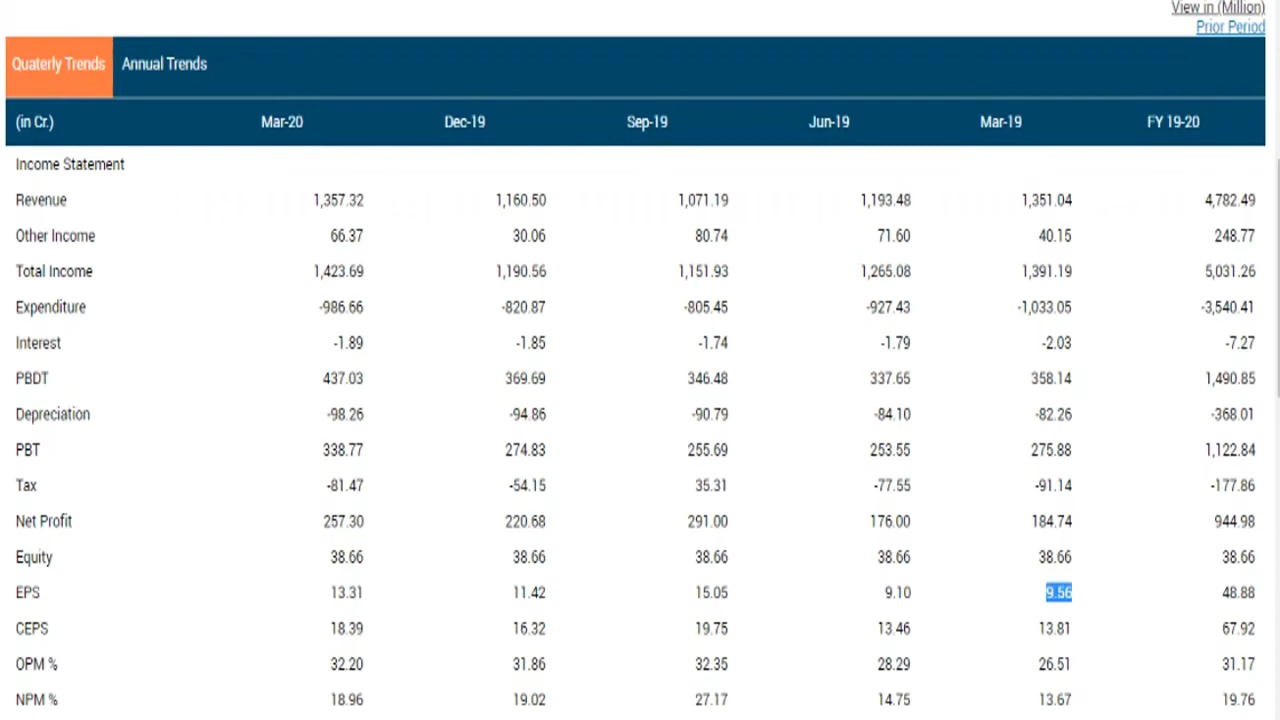 View in (Million)
Prior Period
Quaterly Trends Annual Trends
(in Cr.) Mar-20 Dec-19 Sep-19 Jun-19 Mar-19 FY 19-20
Income Statement
Revenue 1,357.32 1,160.50 1,071.19 1,193.48 1,351.04 4,782.49
Other Income 66.37 30.06 80.74 71.60 40.15 248.77
Total Income 1,423.69 1,190.56 1,151.93 1,265.08 1,391.19 5,031.26
Expenditure -986.66 -820.87 -805.45 -927.43 -1,033.05 -3,540.41
Interest -1.89 -1.85 -1.74 -1.79 -2.03 -7.27
PBDT 437.03 369.69 346.48 337.65 358.14 1,490.85
Depreciation -98.26 -94.86 -90.79 -84.10 -82.26 -368.01
PBT 338.77 274.83 255.69 253.55 275.88 1,122.84
Tax -81.47 -54.15 35.31 -77.55 -91.14 -177.86
Net Profit 257.30 220.68 291.00 176.00 184.74 944.98
Equity 38.66 38.66 38.66 38.66 38.66 38.66
EPS 13.31 11.42 15.05 9.10 9.56 48.88
CEPS 18.39 16.32 19.75 13.46 13.81 67.92
OPM % 32.20 31.86 32.35 28.29 26.51 31.17
NPM % 18.96 19.02 27.17 14.75 13.67 19.76